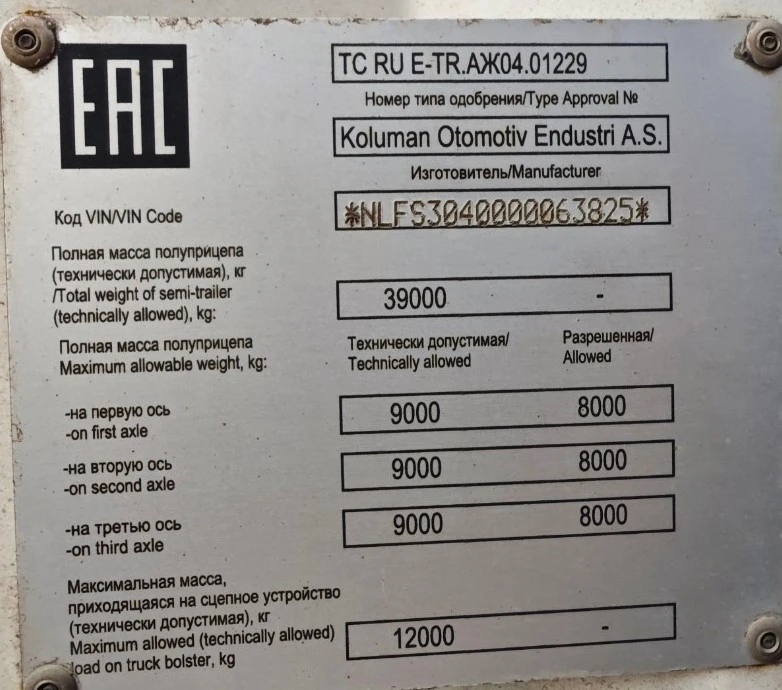 EAC
TC RU E-TR.АЖ04.01229
Номер типа одобрения/Type Approval №
Koluman Otomotiv Endustri A.S.
Изготовитель/Manufacturer
Код VIN/VIN Code
*NLFS3040000063825*
Полная масса полуприцепа
(технически допустимая), кг
/Total weight of semi-trailer
(technically allowed), kg:
39000 -
Полная масса полуприцепа
Maximum allowable weight, kg:
Технически допустимая/
Technically allowed
Разрешенная/
Allowed
-на первую ось
-on first axle
9000 8000
-на вторую ось
-on second axle
9000 8000
-на третью ось
-on third axle
9000 8000
Максимальная масса,
приходящаяся на сцепное устройство
(технически допустимая), кг
Maximum allowed (technically allowed)
load on truck bolster, kg
12000 -